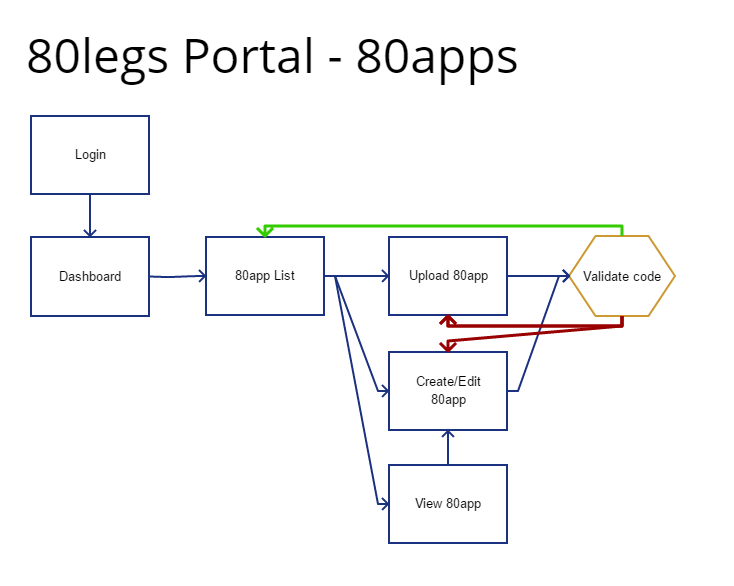 80legs Portal - 80apps
Login
Dashboard
80app List
Upload 80app
Validate code
Create/Edit
80app
View 80app